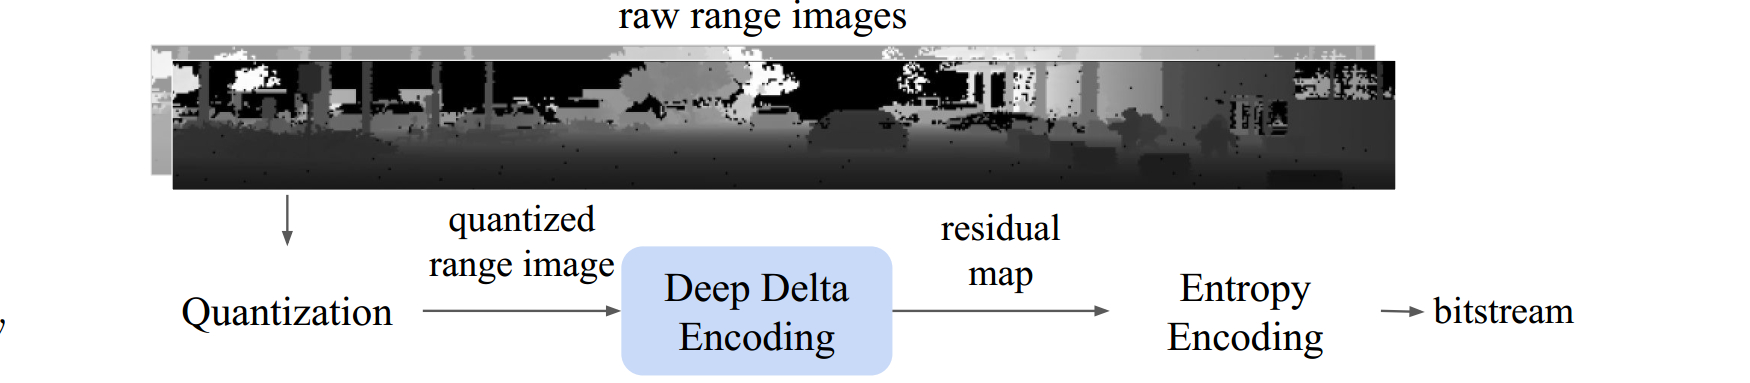 raw range images
quantized
range image
residual
map
Quantization
Deep Delta
Encoding
Entropy
Encoding
bitstream
,